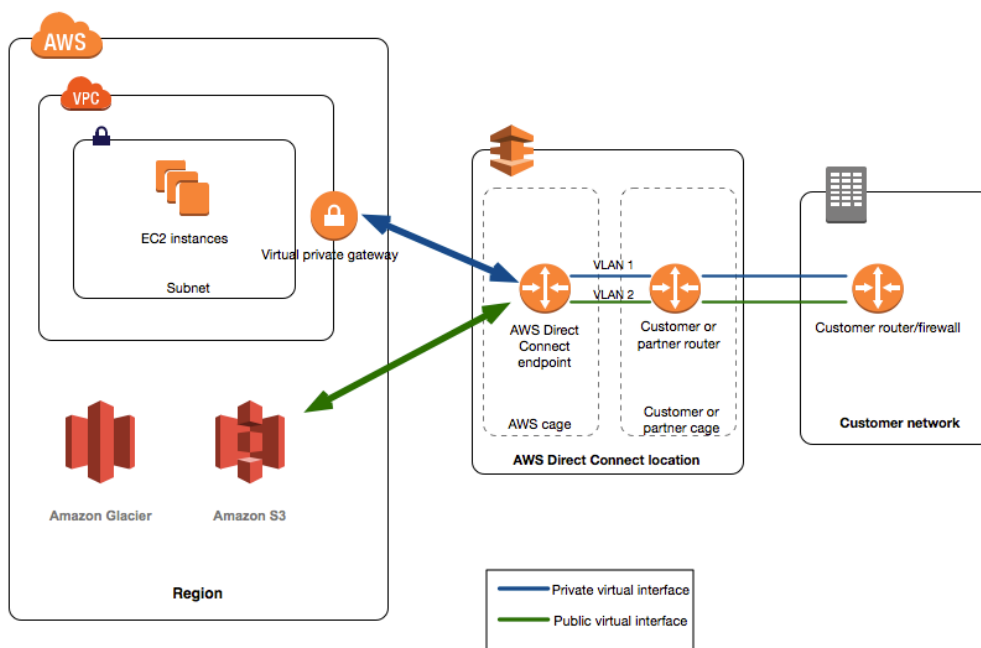 AWS
VPC
EC2 instances
Subnet
Virtual private gateway
Amazon Glacier
Amazon S3
Region
VLAN 1
VLAN 2
AWS Direct
Connect
endpoint
AWS cage
Customer or
partner router
Customer or
partner cage
AWS Direct Connect location
Customer router/firewall
Customer network
Private virtual interface
Public virtual interface